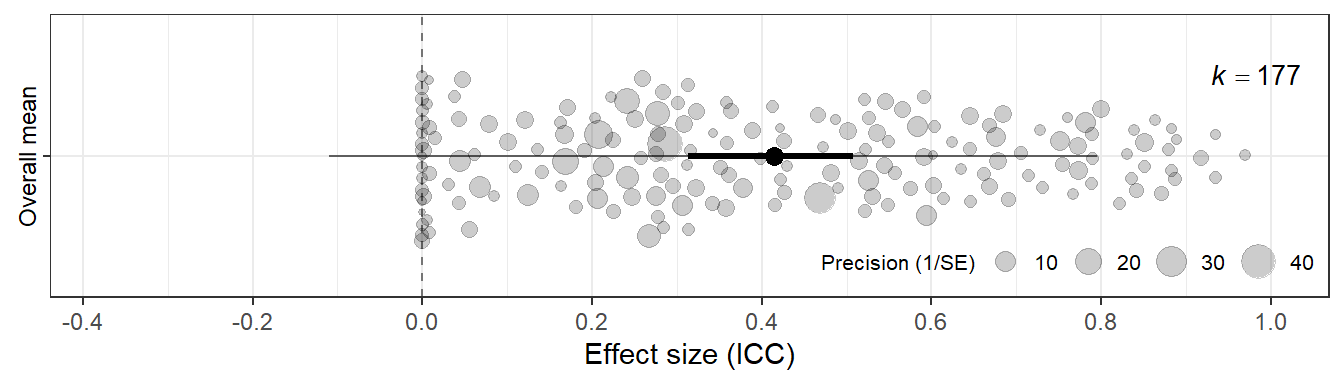 k = 177
Overall mean
Precision (1/SE) 10 20 30 40
-0.4 -0.2 0.0 0.2 0.4 0.6 0.8 1.0
Effect size (ICC)